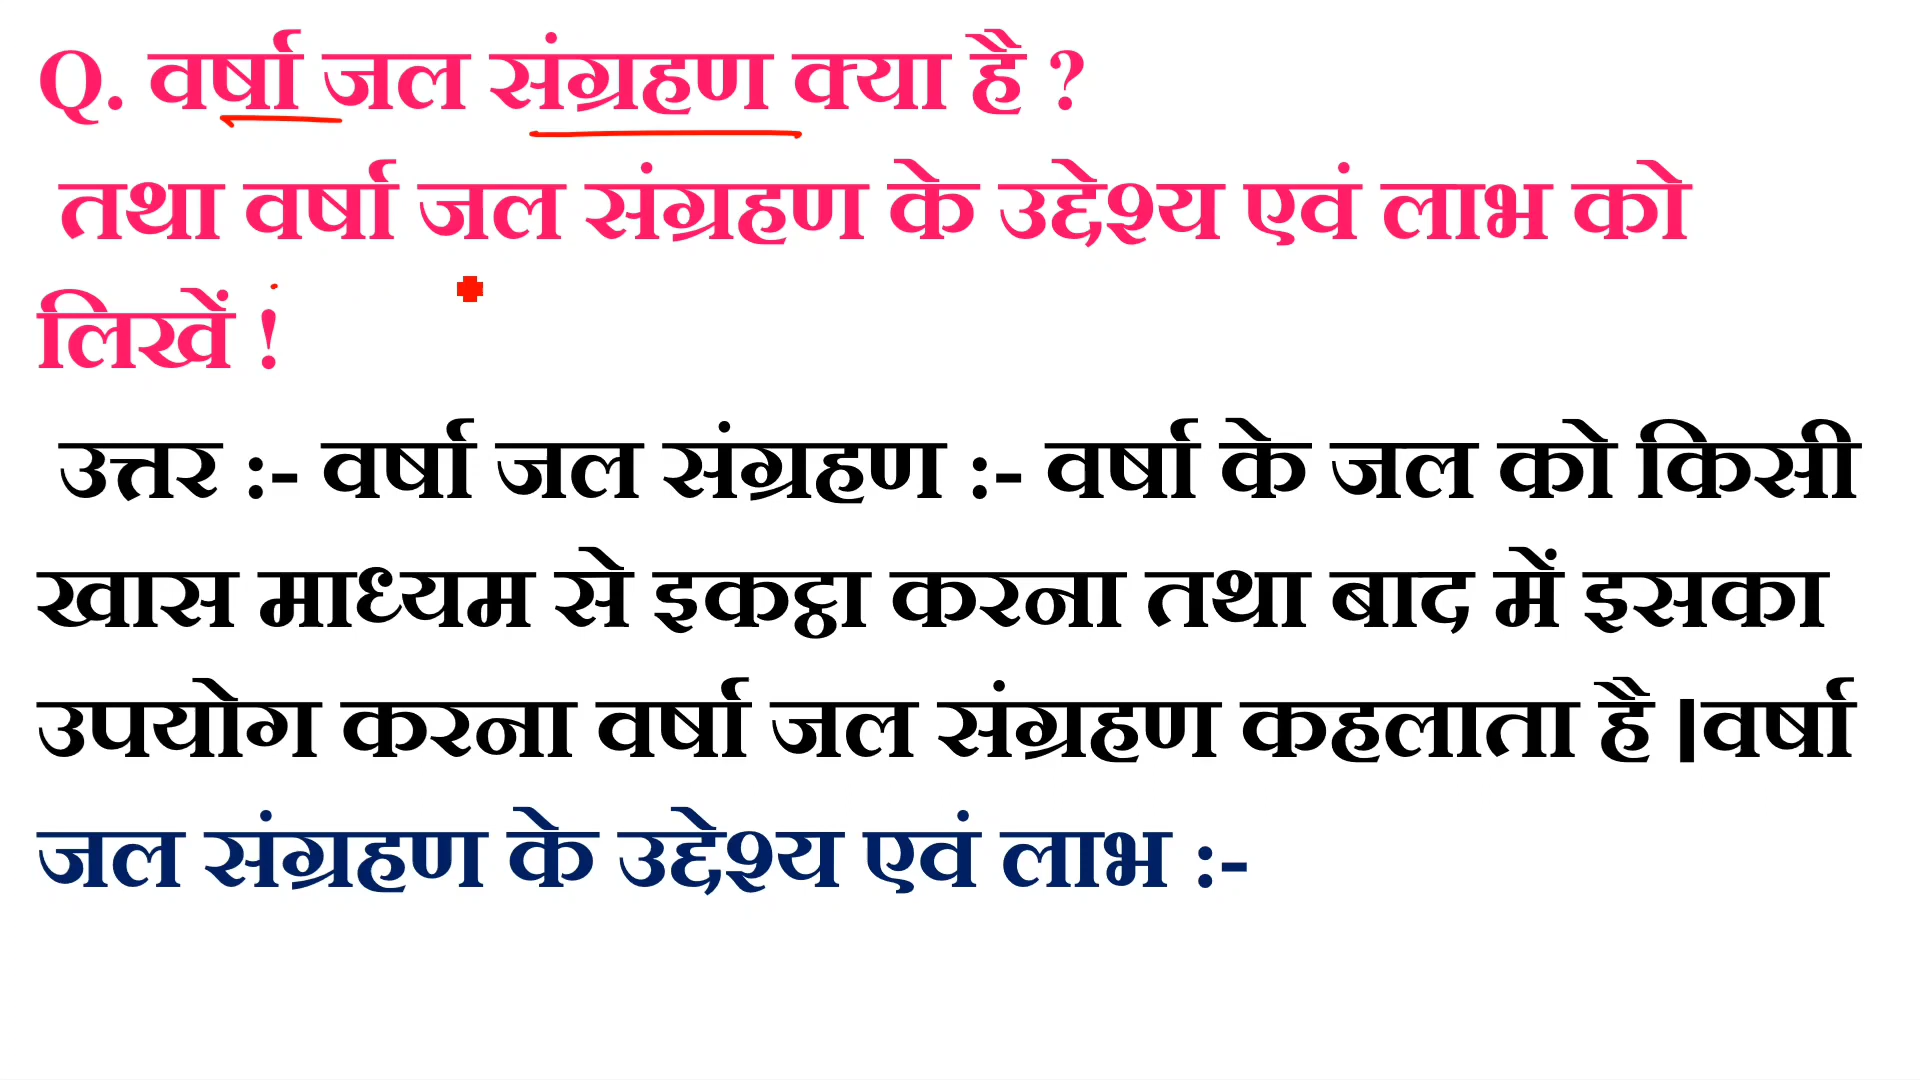 Q. वर्षा जल संग्रहण क्या है ?
तथा वर्षा जल संग्रहण के उद्देश्य एवं लाभ को
लिखें !
उत्तर :- वर्षा जल संग्रहण :- वर्षा के जल को किसी
खास माध्यम से इकट्ठा करना तथा बाद में इसका
उपयोग करना वर्षा जल संग्रहण कहलाता है ।वर्षा
जल संग्रहण के उद्देश्य एवं लाभ :-